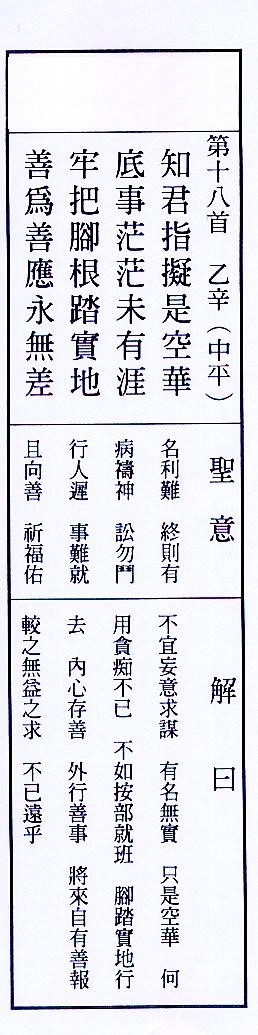 第十八首 乙辛（中平）
知君指擬是空華
底事茫茫未有涯
牢把腳根踏實地
善為善應永無差
聖意
名利難 終則有
病禱神 訟勿鬥
行人遲 事難就
且向善 祈福佑
解曰
不宜妄意求謀 有名無實 只是空華 何
用貪痴不已 不如按部就班 腳踏實地行
去 內心存善 外行善事 將來自有善報
較之無益之求 不已遠乎